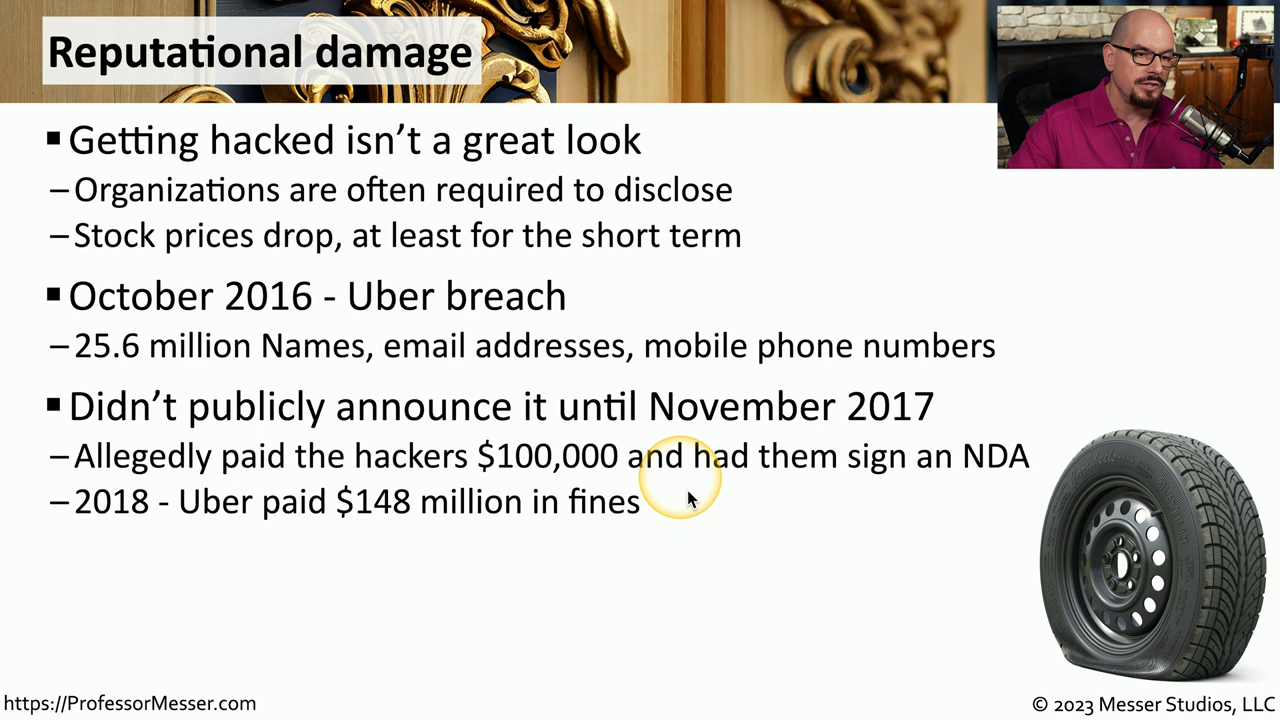 Reputational damage
▪ Getting hacked isn’t a great look
– Organizations are often required to disclose
– Stock prices drop, at least for the short term
▪ October 2016 - Uber breach
– 25.6 million Names, email addresses, mobile phone numbers
▪ Didn’t publicly announce it until November 2017
– Allegedly paid the hackers $100,000 and had them sign an NDA
– 2018 - Uber paid $148 million in fines
https://ProfessorMesser.com
© 2023 Messer Studios, LLC